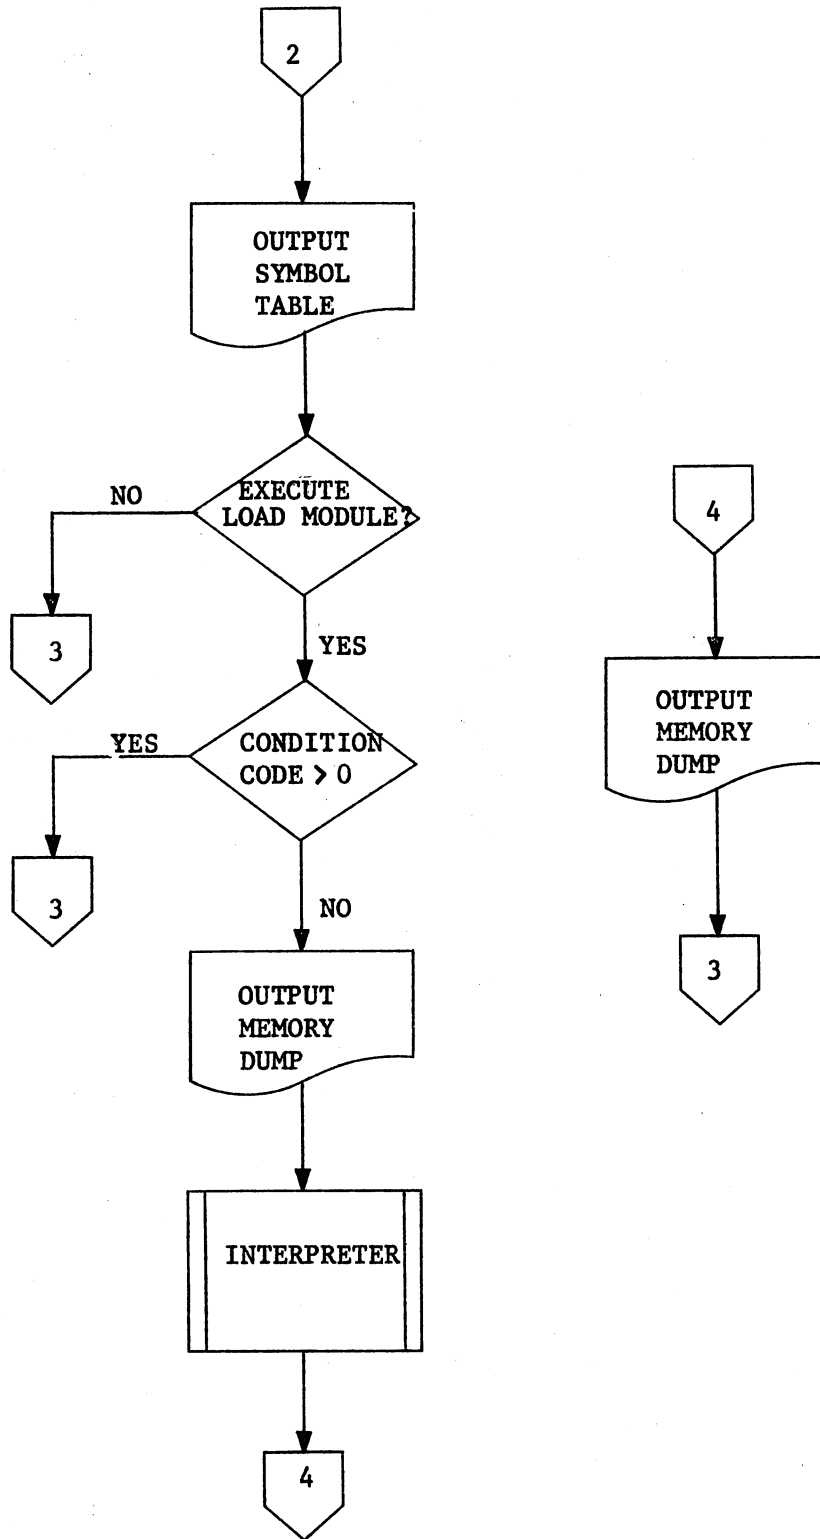 2
OUTPUT
SYMBOL
TABLE
NO
EXECUTE
LOAD MODULE?
3
YES
YES
CONDITION
CODE > 0
3
NO
OUTPUT
MEMORY
DUMP
INTERPRETER
4
4
OUTPUT
MEMORY
DUMP
3